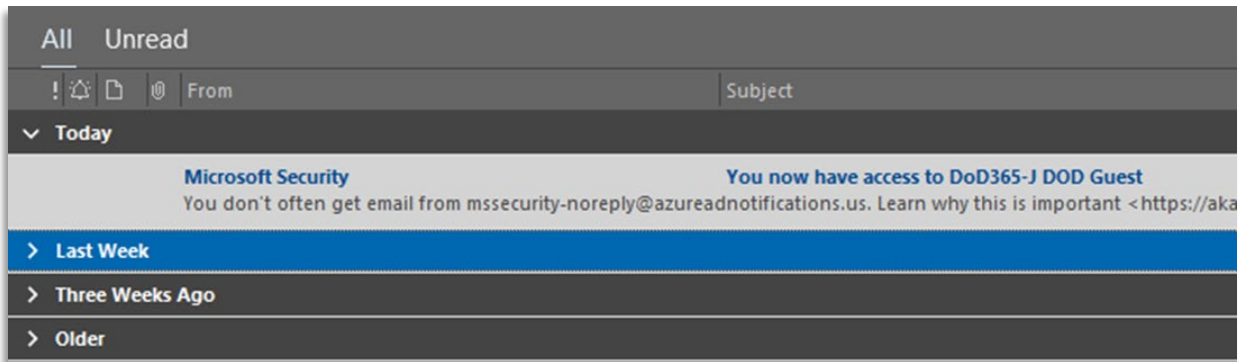 All Unread
! From Subject
Today
Microsoft Security You now have access to DoD365-J DOD Guest
You don't often get email from mssecurity-noreply@azureadnotifications.us. Learn why this is important <https://aka
Last Week
Three Weeks Ago
Older